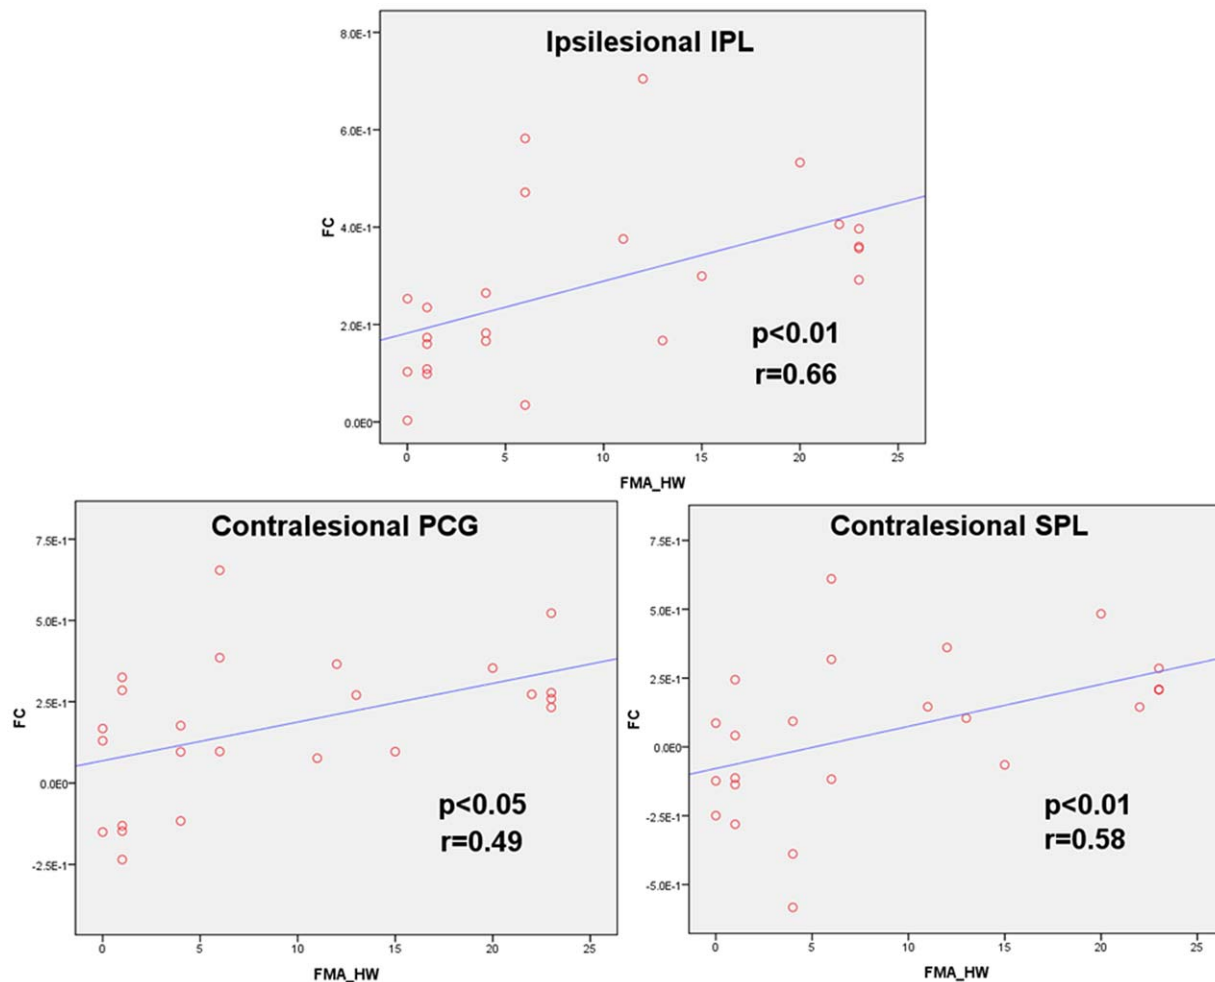 Ipsilesional IPL
8.0E-1
6.0E-1
4.0E-1
2.0E-1
0.0E0
FC
p<0.01
r=0.66
0 5 10 15 20 25
FMA_HW
Contralesional PCG
7.5E-1
5.0E-1
2.5E-1
0.0E0
-2.5E-1
FC
p<0.05
r=0.49
0 5 10 15 20 25
FMA_HW
Contralesional SPL
7.5E-1
5.0E-1
2.5E-1
0.0E0
-2.5E-1
-5.0E-1
FC
p<0.01
r=0.58
0 5 10 15 20 25
FMA_HW